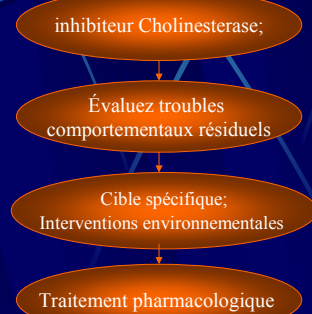 inhibiteur Cholinesterase;
Évaluez troubles
comportementaux résiduels
Cible spécifique;
Interventions environnementales
Traitement pharmacologique